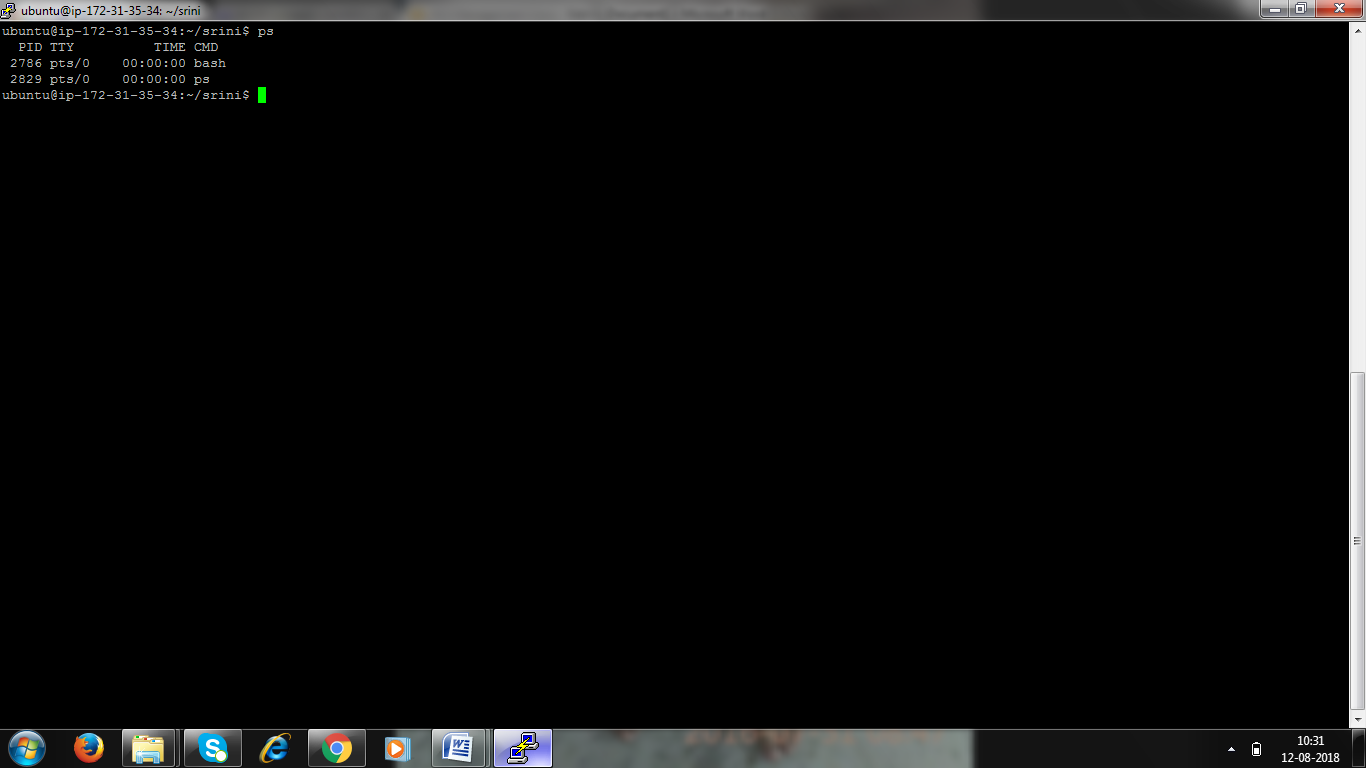 ubuntu@ip-172-31-35-34: ~/srini
ubuntu@ip-172-31-35-34:~/srini$ ps
  PID TTY          TIME CMD
 2786 pts/0    00:00:00 bash
 2829 pts/0    00:00:00 ps
ubuntu@ip-172-31-35-34:~/srini$
10:31
12-08-2018